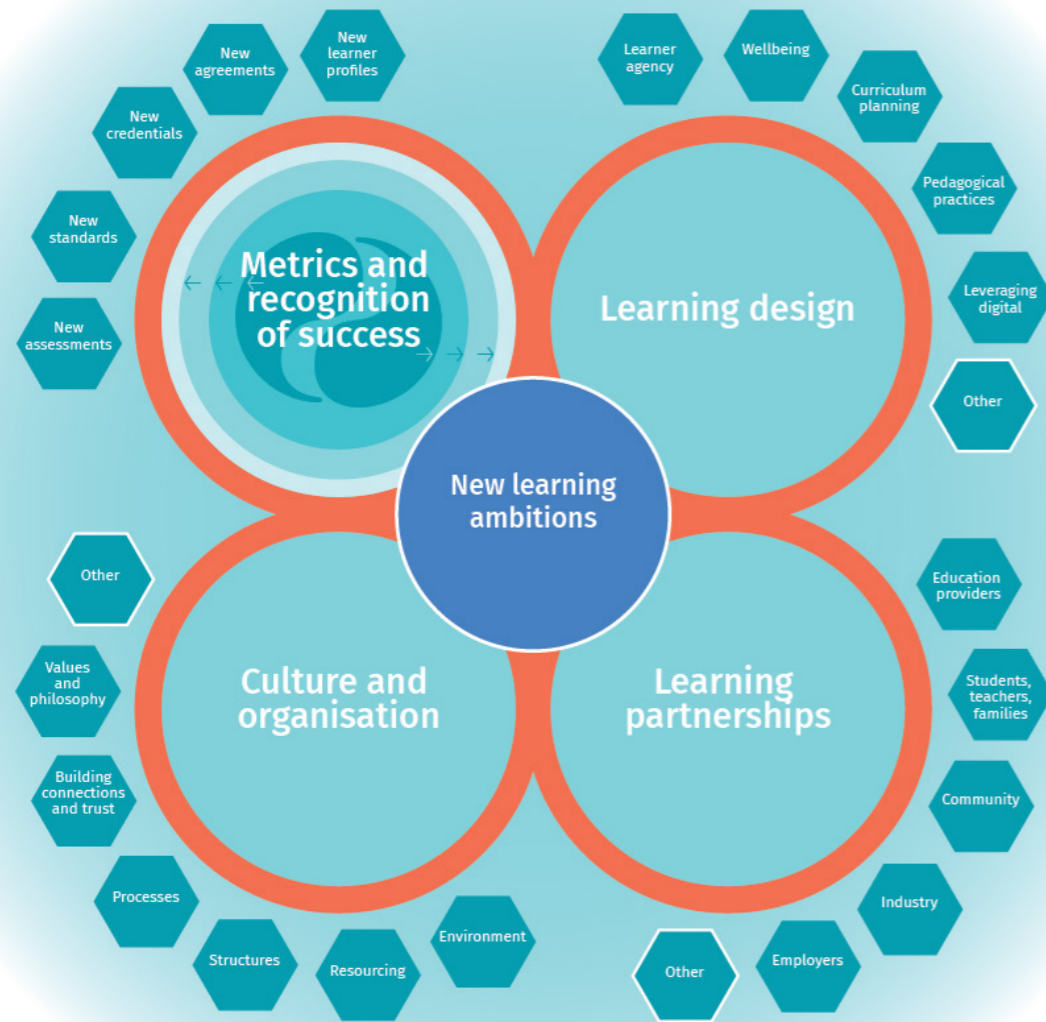 New
learner
profiles
New
agreements
New
credentials
New
standards
New
assessments
Metrics and
recognition
of success
Learner
agency
Wellbeing
Curriculum
planning
Pedagogical
practices
Leveraging
digital
Other
Learning design
New learning
ambitions
Other
Values
and
philosophy
Building
connections
and trust
Processes
Structures
Resourcing
Environment
Culture and
organisation
Learning
partnerships
Education
providers
Students,
teachers,
families
Community
Industry
Employers
Other